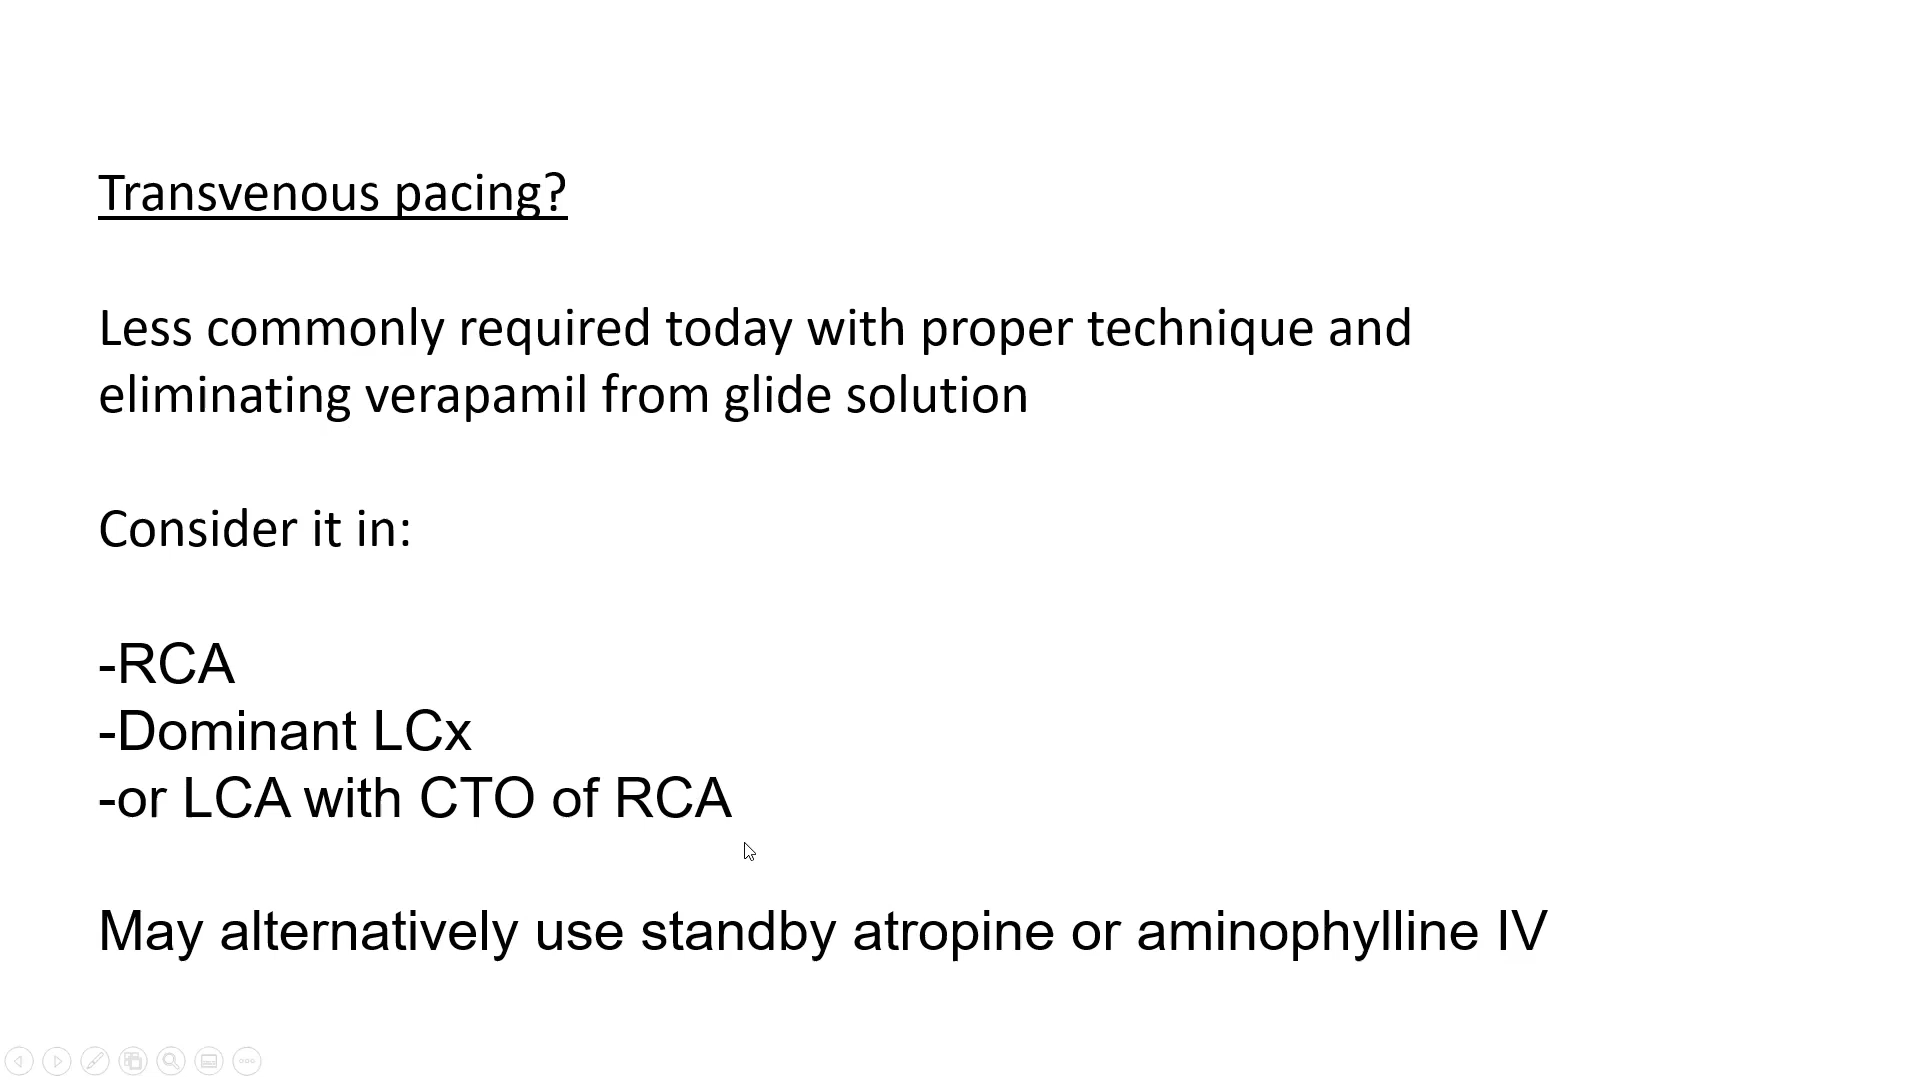 Transvenous pacing?
Less commonly required today with proper technique and
eliminating verapamil from glide solution
Consider it in:
-RCA
-Dominant LCx
-or LCA with CTO of RCA
May alternatively use standby atropine or aminophylline IV